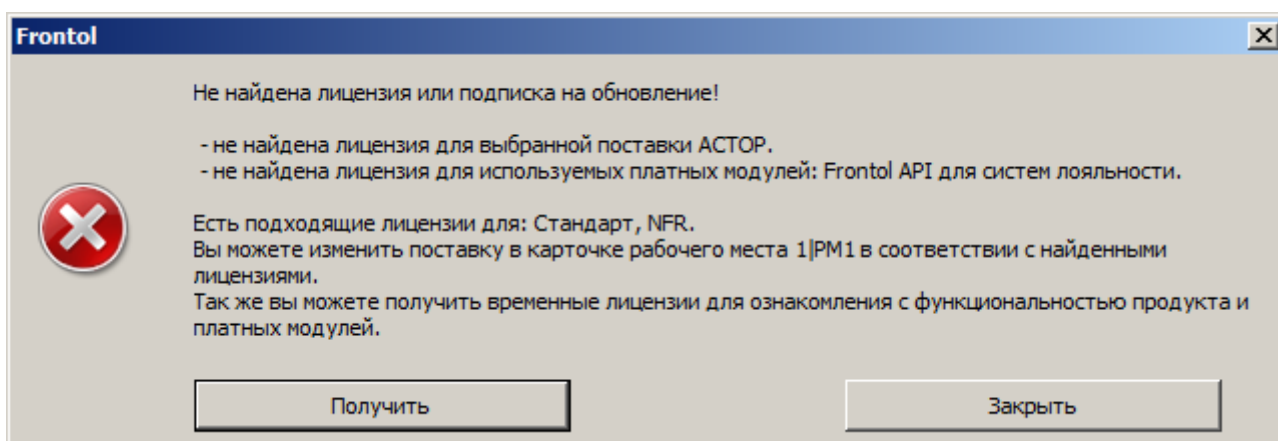 Frontol
Не найдена лицензия или подписка на обновление!
- не найдена лицензия для выбранной поставки АСТОР.
- не найдена лицензия для используемых платных модулей: Frontol API для систем лояльности.
Есть подходящие лицензии для: Стандарт, NFR.
Вы можете изменить поставку в карточке рабочего места 1|РМ1 в соответствии с найденными
лицензиями.
Так же вы можете получить временные лицензии для ознакомления с функциональностью продукта и
платных модулей.
Получить
Закрыть